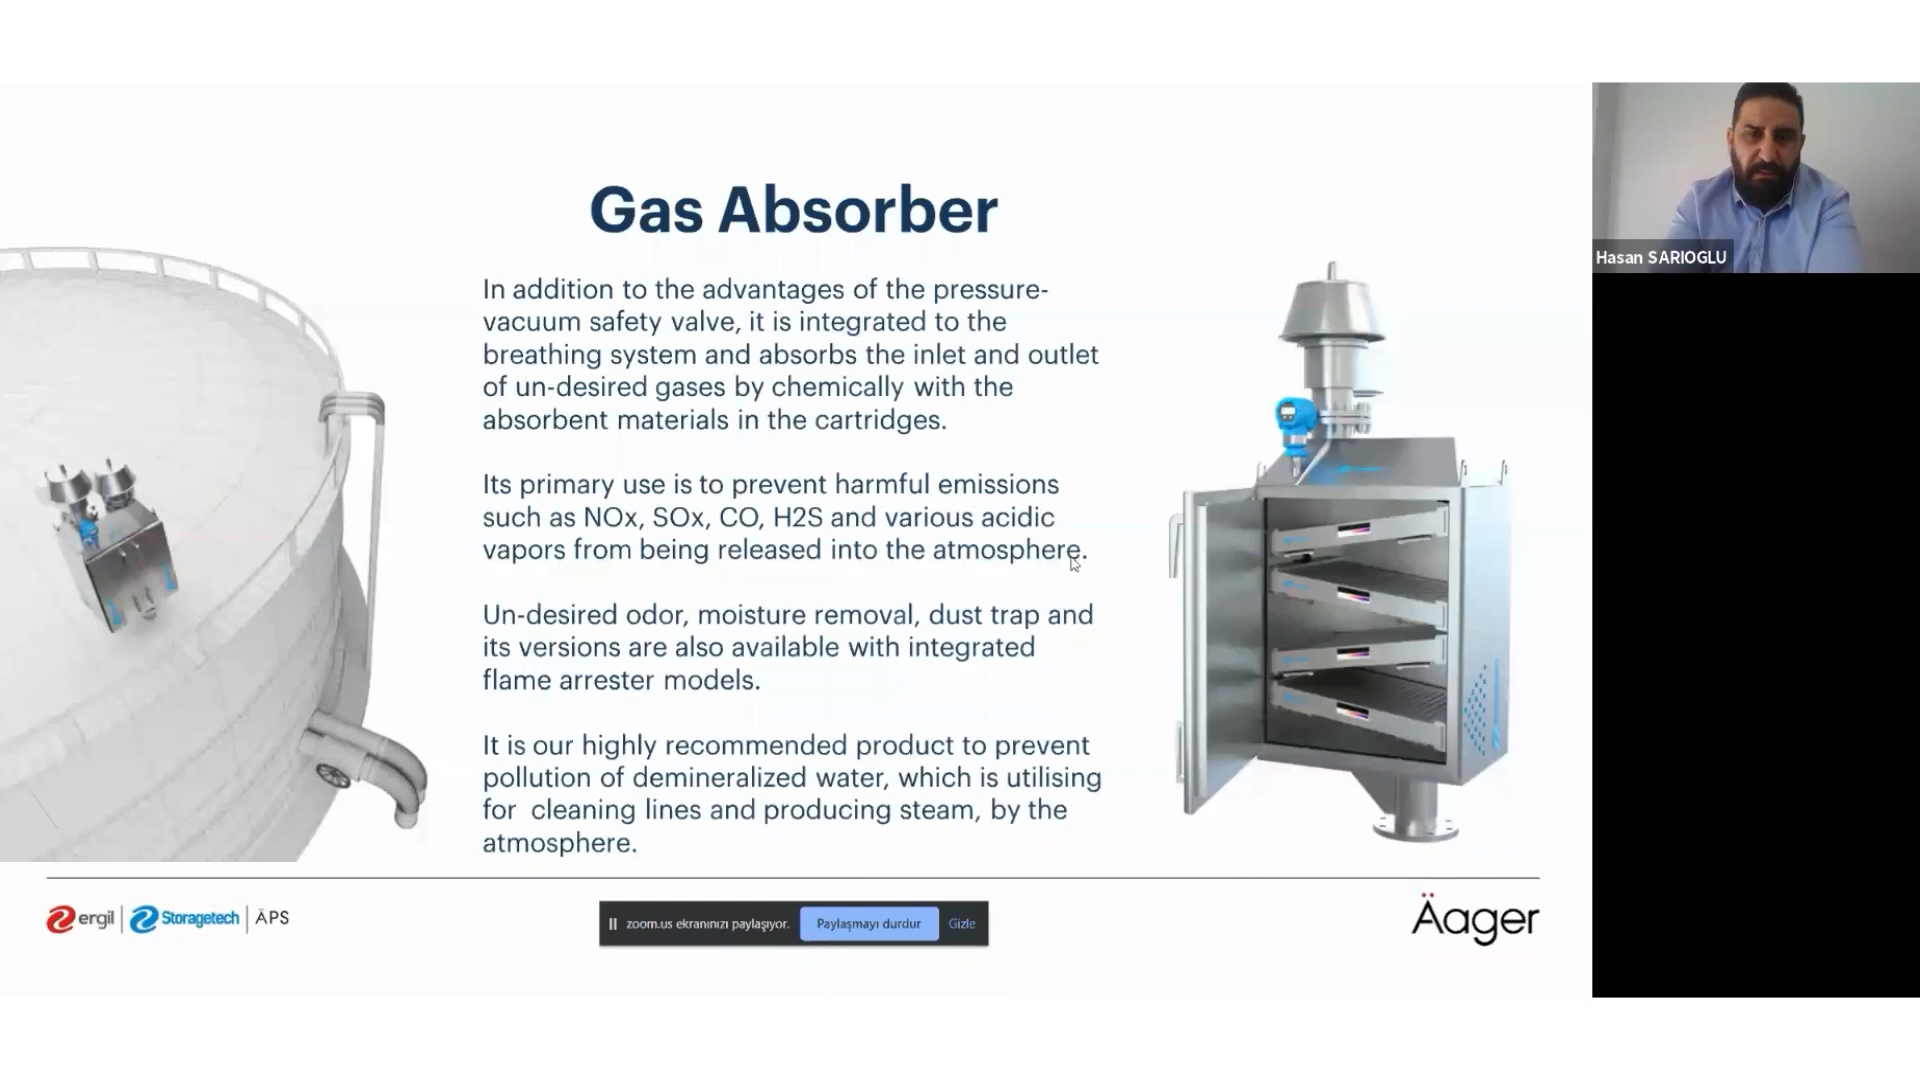 Gas Absorber
In addition to the advantages of the pressure-
vacuum safety valve, it is integrated to the
breathing system and absorbs the inlet and outlet
of un-desired gases by chemically with the
absorbent materials in the cartridges.
Its primary use is to prevent harmful emissions
such as NOx, SOx, CO, H2S and various acidic
vapors from being released into the atmosphere.
Un-desired odor, moisture removal, dust trap and
its versions are also available with integrated
flame arrester models.
It is our highly recommended product to prevent
pollution of demineralized water, which is utilising
for  cleaning lines and producing steam, by the
atmosphere.
Hasan SARIOGLU
ergil | Storagetech | ÄPS
zoom.us ekranınızı paylaşıyor. Paylaşmayı durdur Gizle
Äager